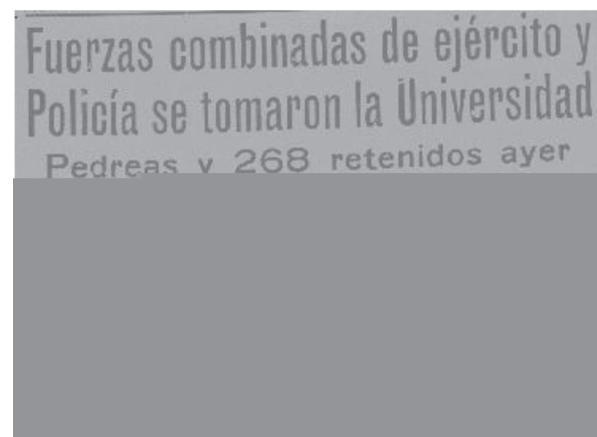 Fuerzas combinadas de ejército y
Policía se tomaron la Universidad
Pedreas y 268 retenidos ayer